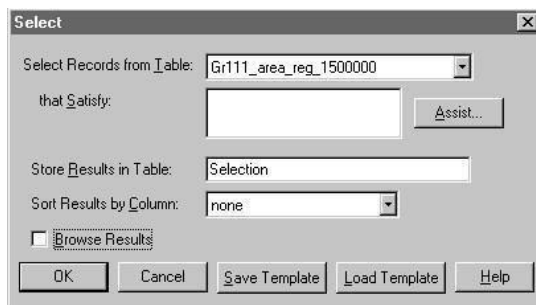 Select
Select Records from Table: Gr111_area_reg_1500000
that Satisfy:
Assist...
Store Results in Table: Selection
Sort Results by Column: none
Browse Results
OK Cancel Save Template Load Template Help